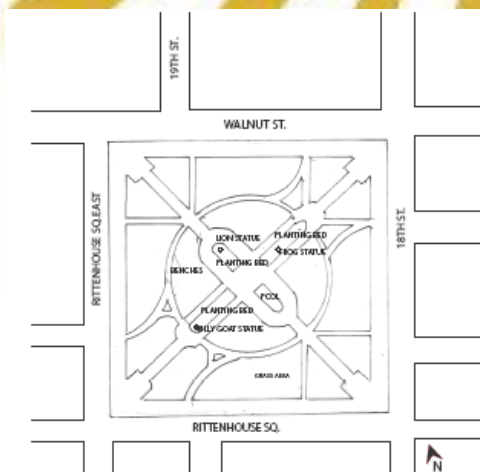 19TH ST.
WALNUT ST.
RITTENHOUSE SQ.EAST
18TH ST.
LION STATUE
PLANTING BED
FROG STATUE
PLANTING BED
BENCHES
POOL
PLANTING BED
BILLY GOAT STATUE
GRASS AREA
RITTENHOUSE SQ.
N